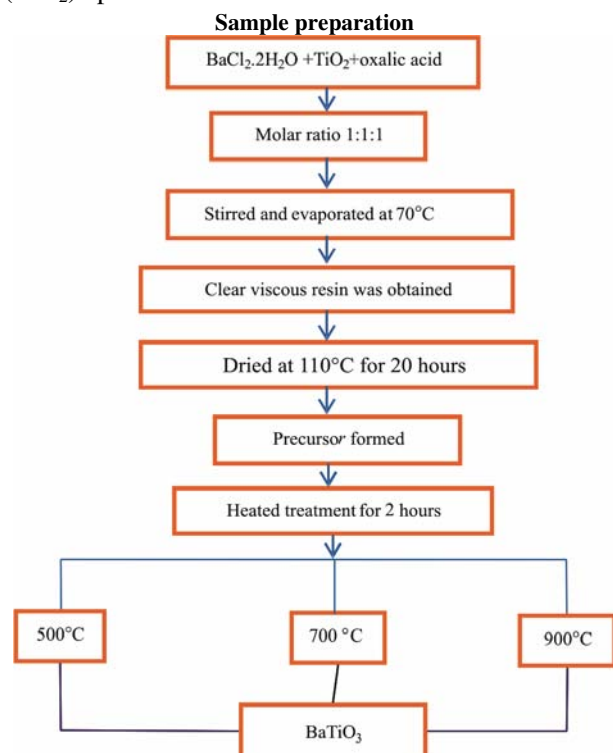 Sample preparation
BaCl₂.2H₂O +TiO₂+oxalic acid
Molar ratio 1:1:1
Stirred and evaporated at 70°C
Clear viscous resin was obtained
Dried at 110°C for 20 hours
Precursor formed
Heated treatment for 2 hours
500°C 700 °C 900°C
BaTiO₃